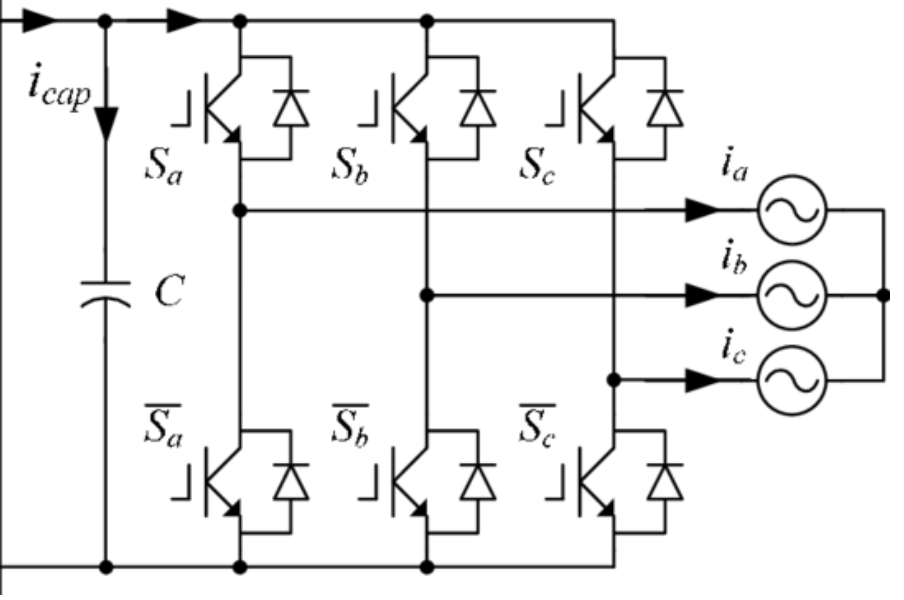 i_cap
S_a
S_b
S_c
i_a
i_b
C
i_c
S̅_a
S̅_b
S̅_c